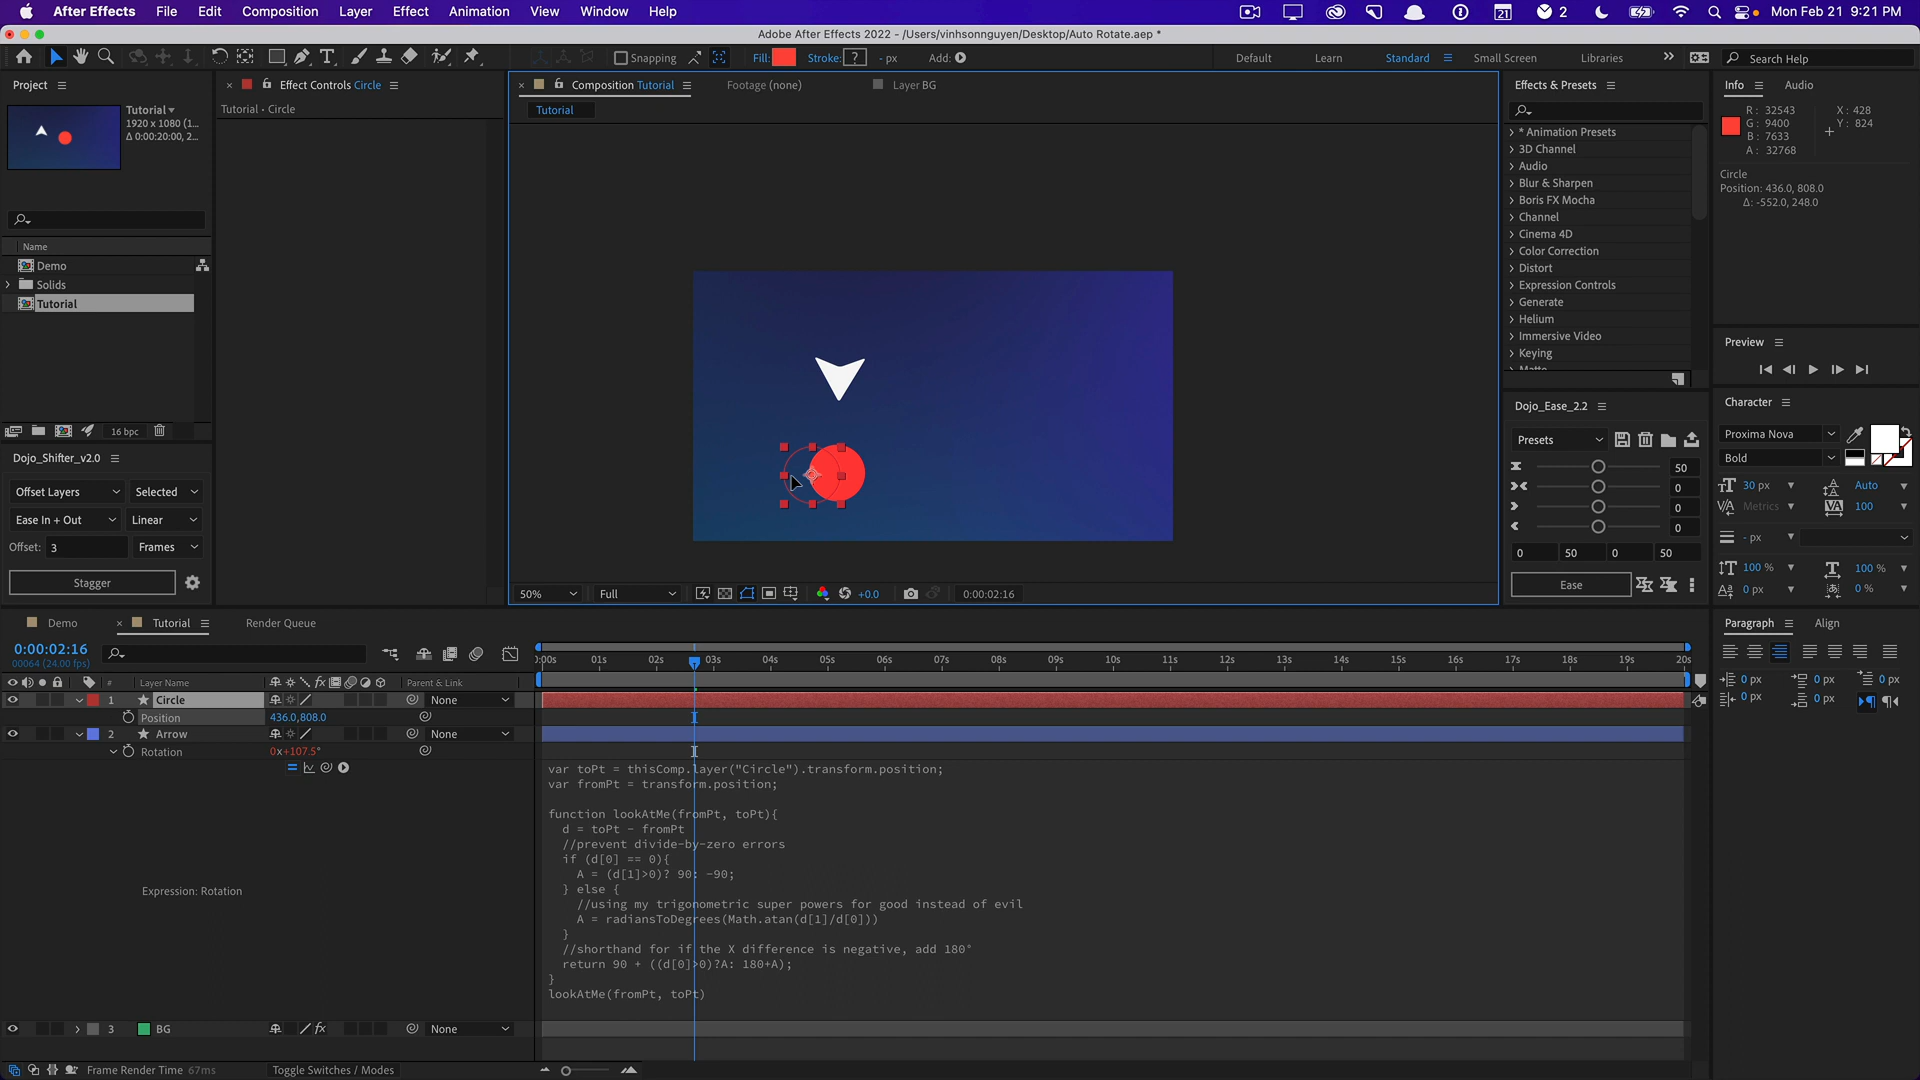 After Effects File Edit Composition Layer Effect Animation View Window Help 21 2 Mon Feb 21 9:21 PM
Adobe After Effects 2022 - /Users/vinhsonnguyen/Desktop/Auto Rotate.aep *
Snapping Fill: Stroke: ? - px Add: Default Learn Standard Small Screen Libraries Search Help
Project
Tutorial
1920 x 1080 (1...
Δ 0:00:20:00, 2...
Name
Demo
Solids
Tutorial
16 bpc
Dojo_Shifter_v2.0
Offset Layers Selected
Ease In + Out Linear
Offset: 3 Frames
Stagger
Effect Controls Circle
Tutorial • Circle
Composition Tutorial Footage (none) Layer BG
Tutorial
50% Full +0.0 0:00:02:16
Effects & Presets
* Animation Presets
3D Channel
Audio
Blur & Sharpen
Boris FX Mocha
Channel
Cinema 4D
Color Correction
Distort
Expression Controls
Generate
Helium
Immersive Video
Keying
Matte
Dojo_Ease_2.2
Presets
50
0
0
0
0 50 0 50
Ease
Info Audio
R: 32543 X: 428
G: 9400 Y: 824
B: 7633
A: 32768
Circle
Position: 436.0, 808.0
Δ: -552.0, 248.0
Preview
Character
Proxima Nova
Bold
30 px Auto
Metrics 100
- px
100 % 100 %
0 px 0 %
Paragraph Align
0 px 0 px 0 px
0 px 0 px
Demo Tutorial Render Queue
0:00:02:16
00064 (24.00 fps)
# Layer Name Parent & Link
:00s 01s 02s 03s 04s 05s 06s 07s 08s 09s 10s 11s 12s 13s 14s 15s 16s 17s 18s 19s 20s
1 Circle None
Position 436.0,808.0
2 Arrow None
Rotation 0x+107.5°
Expression: Rotation
var toPt = thisComp.layer("Circle").transform.position;
var fromPt = transform.position;
function lookAtMe(fromPt, toPt){
d = toPt - fromPt
//prevent divide-by-zero errors
if (d[0] == 0){
A = (d[1]>0)? 90: -90;
} else {
//using my trigonometric super powers for good instead of evil
A = radiansToDegrees(Math.atan(d[1]/d[0]))
}
//shorthand for if the X difference is negative, add 180°
return 90 + ((d[0]>0)?A: 180+A);
}
lookAtMe(fromPt, toPt)
3 BG None
Frame Render Time 67ms Toggle Switches / Modes